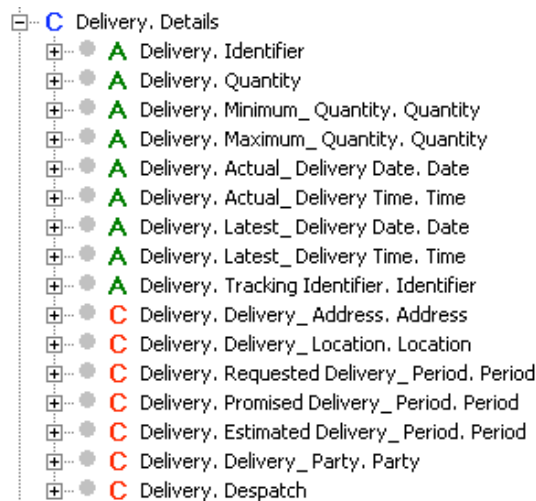 C Delivery. Details
A Delivery. Identifier
A Delivery. Quantity
A Delivery. Minimum_ Quantity. Quantity
A Delivery. Maximum_ Quantity. Quantity
A Delivery. Actual_ Delivery Date. Date
A Delivery. Actual_ Delivery Time. Time
A Delivery. Latest_ Delivery Date. Date
A Delivery. Latest_ Delivery Time. Time
A Delivery. Tracking Identifier. Identifier
C Delivery. Delivery_ Address. Address
C Delivery. Delivery_ Location. Location
C Delivery. Requested Delivery_ Period. Period
C Delivery. Promised Delivery_ Period. Period
C Delivery. Estimated Delivery_ Period. Period
C Delivery. Delivery_ Party. Party
C Delivery. Despatch